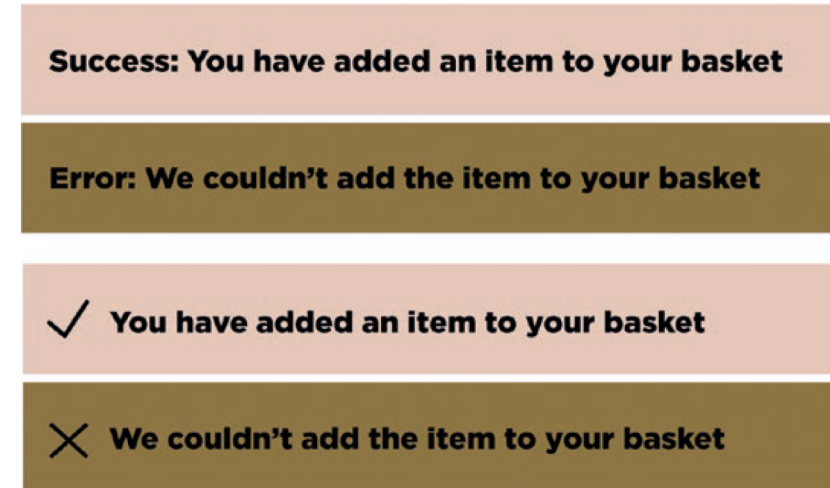 Success: You have added an item to your basket
Error: We couldn’t add the item to your basket
You have added an item to your basket
We couldn’t add the item to your basket